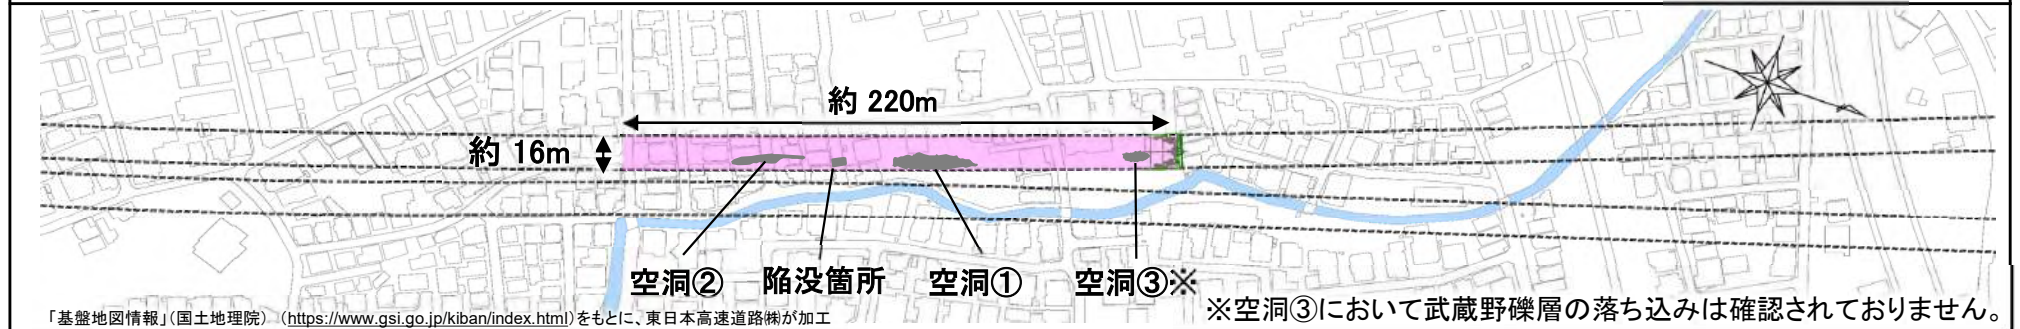 約 220m
約 16m
空洞② 陥没箇所 空洞① 空洞③※
※空洞③において武蔵野礫層の落ち込みは確認されておりません。
「基盤地図情報」(国土地理院) (https://www.gsi.go.jp/kiban/index.html)をもとに、東日本高速道路㈱が加工